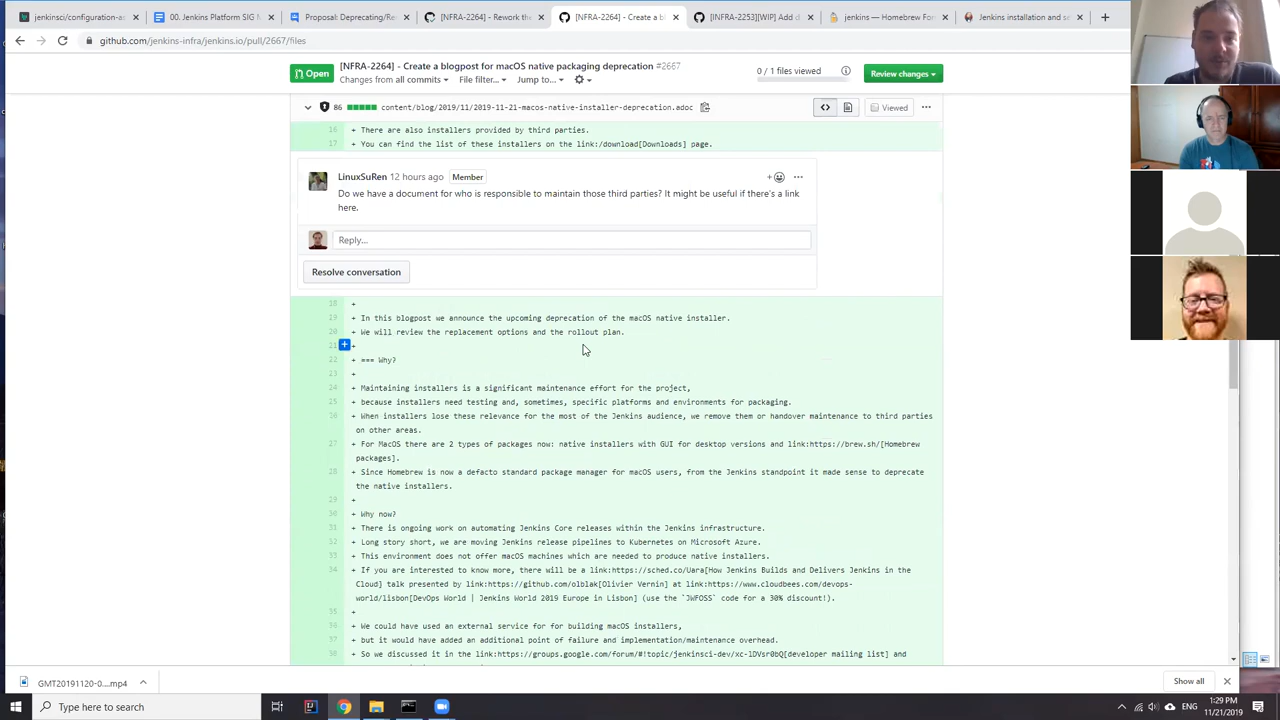 jenkinsci/configuration-as
00. Jenkins Platform SIG M
Proposal: Deprecating/Re
[NFRA-2264] - Rework the
[NFRA-2264] - Create a bl
[INFRA-2253][WIP] Add d
jenkins — Homebrew For
Jenkins installation and s
github.com/jenkins-infra/jenkins.io/pull/2667/files
Open
[NFRA-2264] - Create a blogpost for macOS native packaging deprecation #2667
Changes from all commits
File filter...
Jump to...
0 / 1 files viewed
Review changes
86
content/blog/2019/11/2019-11-21-macos-native-installer-deprecation.adoc
Viewed
16 + There are also installers provided by third parties.
17 + You can find the list of these installers on the link:/download[Downloads] page.
LinuxSuRen 12 hours ago Member
Do we have a document for who is responsible to maintain those third parties? It might be useful if there's a link
here.
Reply...
Resolve conversation
18 +
19 + In this blogpost we announce the upcoming deprecation of the macOS native installer.
20 + We will review the replacement options and the rollout plan.
21 +
22 + === Why?
23 +
24 + Maintaining installers is a significant maintenance effort for the project,
25 + because installers need testing and, sometimes, specific platforms and environments for packaging.
+ When installers lose these relevance for the most of the Jenkins audience, we remove them or handover maintenance to third parties
on other areas.
27 + For MacOS there are 2 types of packages now: native installers with GUI for desktop versions and link:https://brew.sh/[Homebrew
packages].
28 + Since Homebrew is now a defacto standard package manager for macOS users, from the Jenkins standpoint it made sense to deprecate
the native installers.
29 +
30 + Why now?
31 + There is ongoing work on automating Jenkins Core releases within the Jenkins infrastructure.
32 + Long story short, we are moving Jenkins release pipelines to Kubernetes on Microsoft Azure.
33 + This environment does not offer macOS machines which are needed to produce native installers.
34 + If you are interested to know more, there will be a link:https://sched.co/Uara[How Jenkins Builds and Delivers Jenkins in the
Cloud] talk presented by link:https://github.com/olblak[Olivier Vernin] at link:https://www.cloudbees.com/devops-
world/lisbon[DevOps World | Jenkins World 2019 Europe in Lisbon] (use the `JWFOSS` code for a 30% discount!).
35 +
36 + We could have used an external service for for building macOS installers,
37 + but it would have added an additional point of failure and implementation/maintenance overhead.
38 + So we discussed it in the link:https://groups.google.com/forum/#!topic/jenkinsci-dev/xc-lDVsr0bQ[developer mailing list] and
GMT20191120-0....mp4
Show all
Type here to search
ENG
1:29 PM
11/21/2019